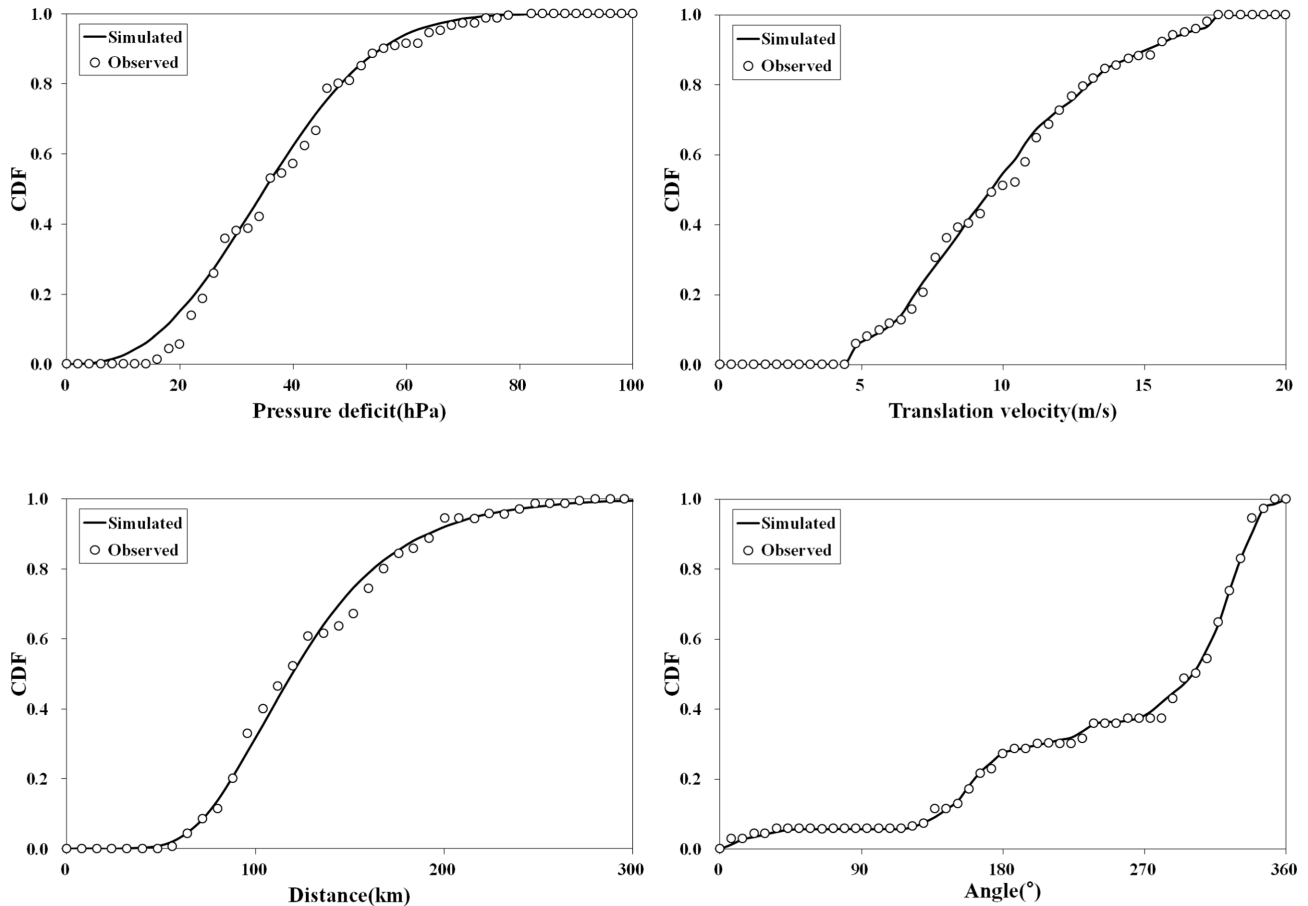 1.0
0.8
0.6
0.4
0.2
0.0
CDF
Simulated
Observed
0 20 40 60 80 100
Pressure deficit(hPa)
1.0
0.8
0.6
0.4
0.2
0.0
CDF
Simulated
Observed
0 5 10 15 20
Translation velocity(m/s)
1.0
0.8
0.6
0.4
0.2
0.0
CDF
Simulated
Observed
0 100 200 300
Distance(km)
1.0
0.8
0.6
0.4
0.2
0.0
CDF
Simulated
Observed
0 90 180 270 360
Angle(°)